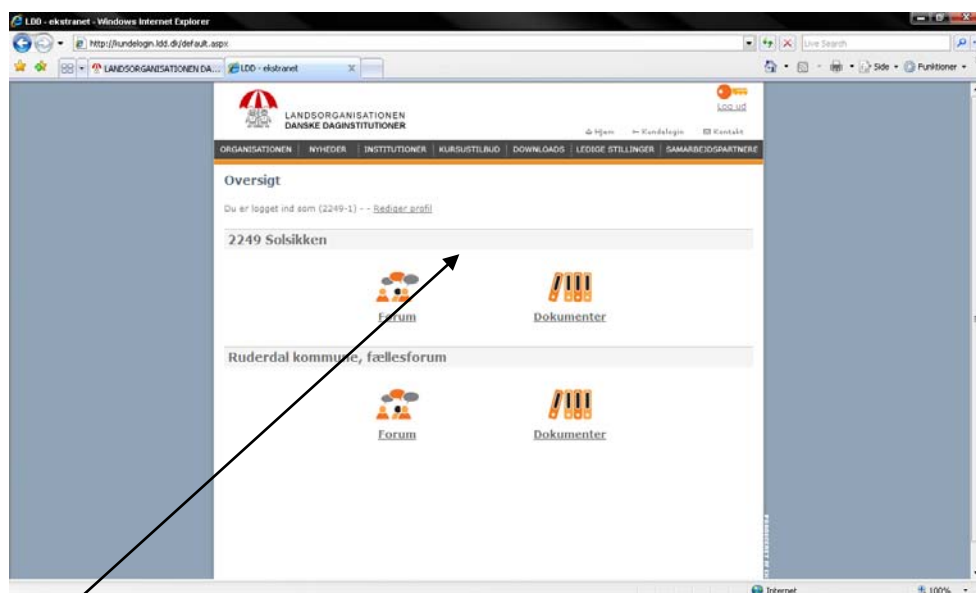 LDD - ekstranet - Windows Internet Explorer
http://kundelogin.ldd.dk/default.aspx
Live Search
LANDSORGANISATIONEN DA...
LDD - ekstranet
Side
Funktioner
LANDSORGANISATIONEN
DANSKE DAGINSTITUTIONER
Log ud
Hjem
Kundelogin
Kontakt
ORGANISATIONEN
NYHEDER
INSTITUTIONER
KURSUSTILBUD
DOWNLOADS
LEDIGE STILLINGER
SAMARBEJDSPARTNERE
Oversigt
Du er logget ind som (2249-1) - - Rediger profil
2249 Solsikken
Forum
Dokumenter
Ruderdal kommune, fællesforum
Forum
Dokumenter
Internet
100%